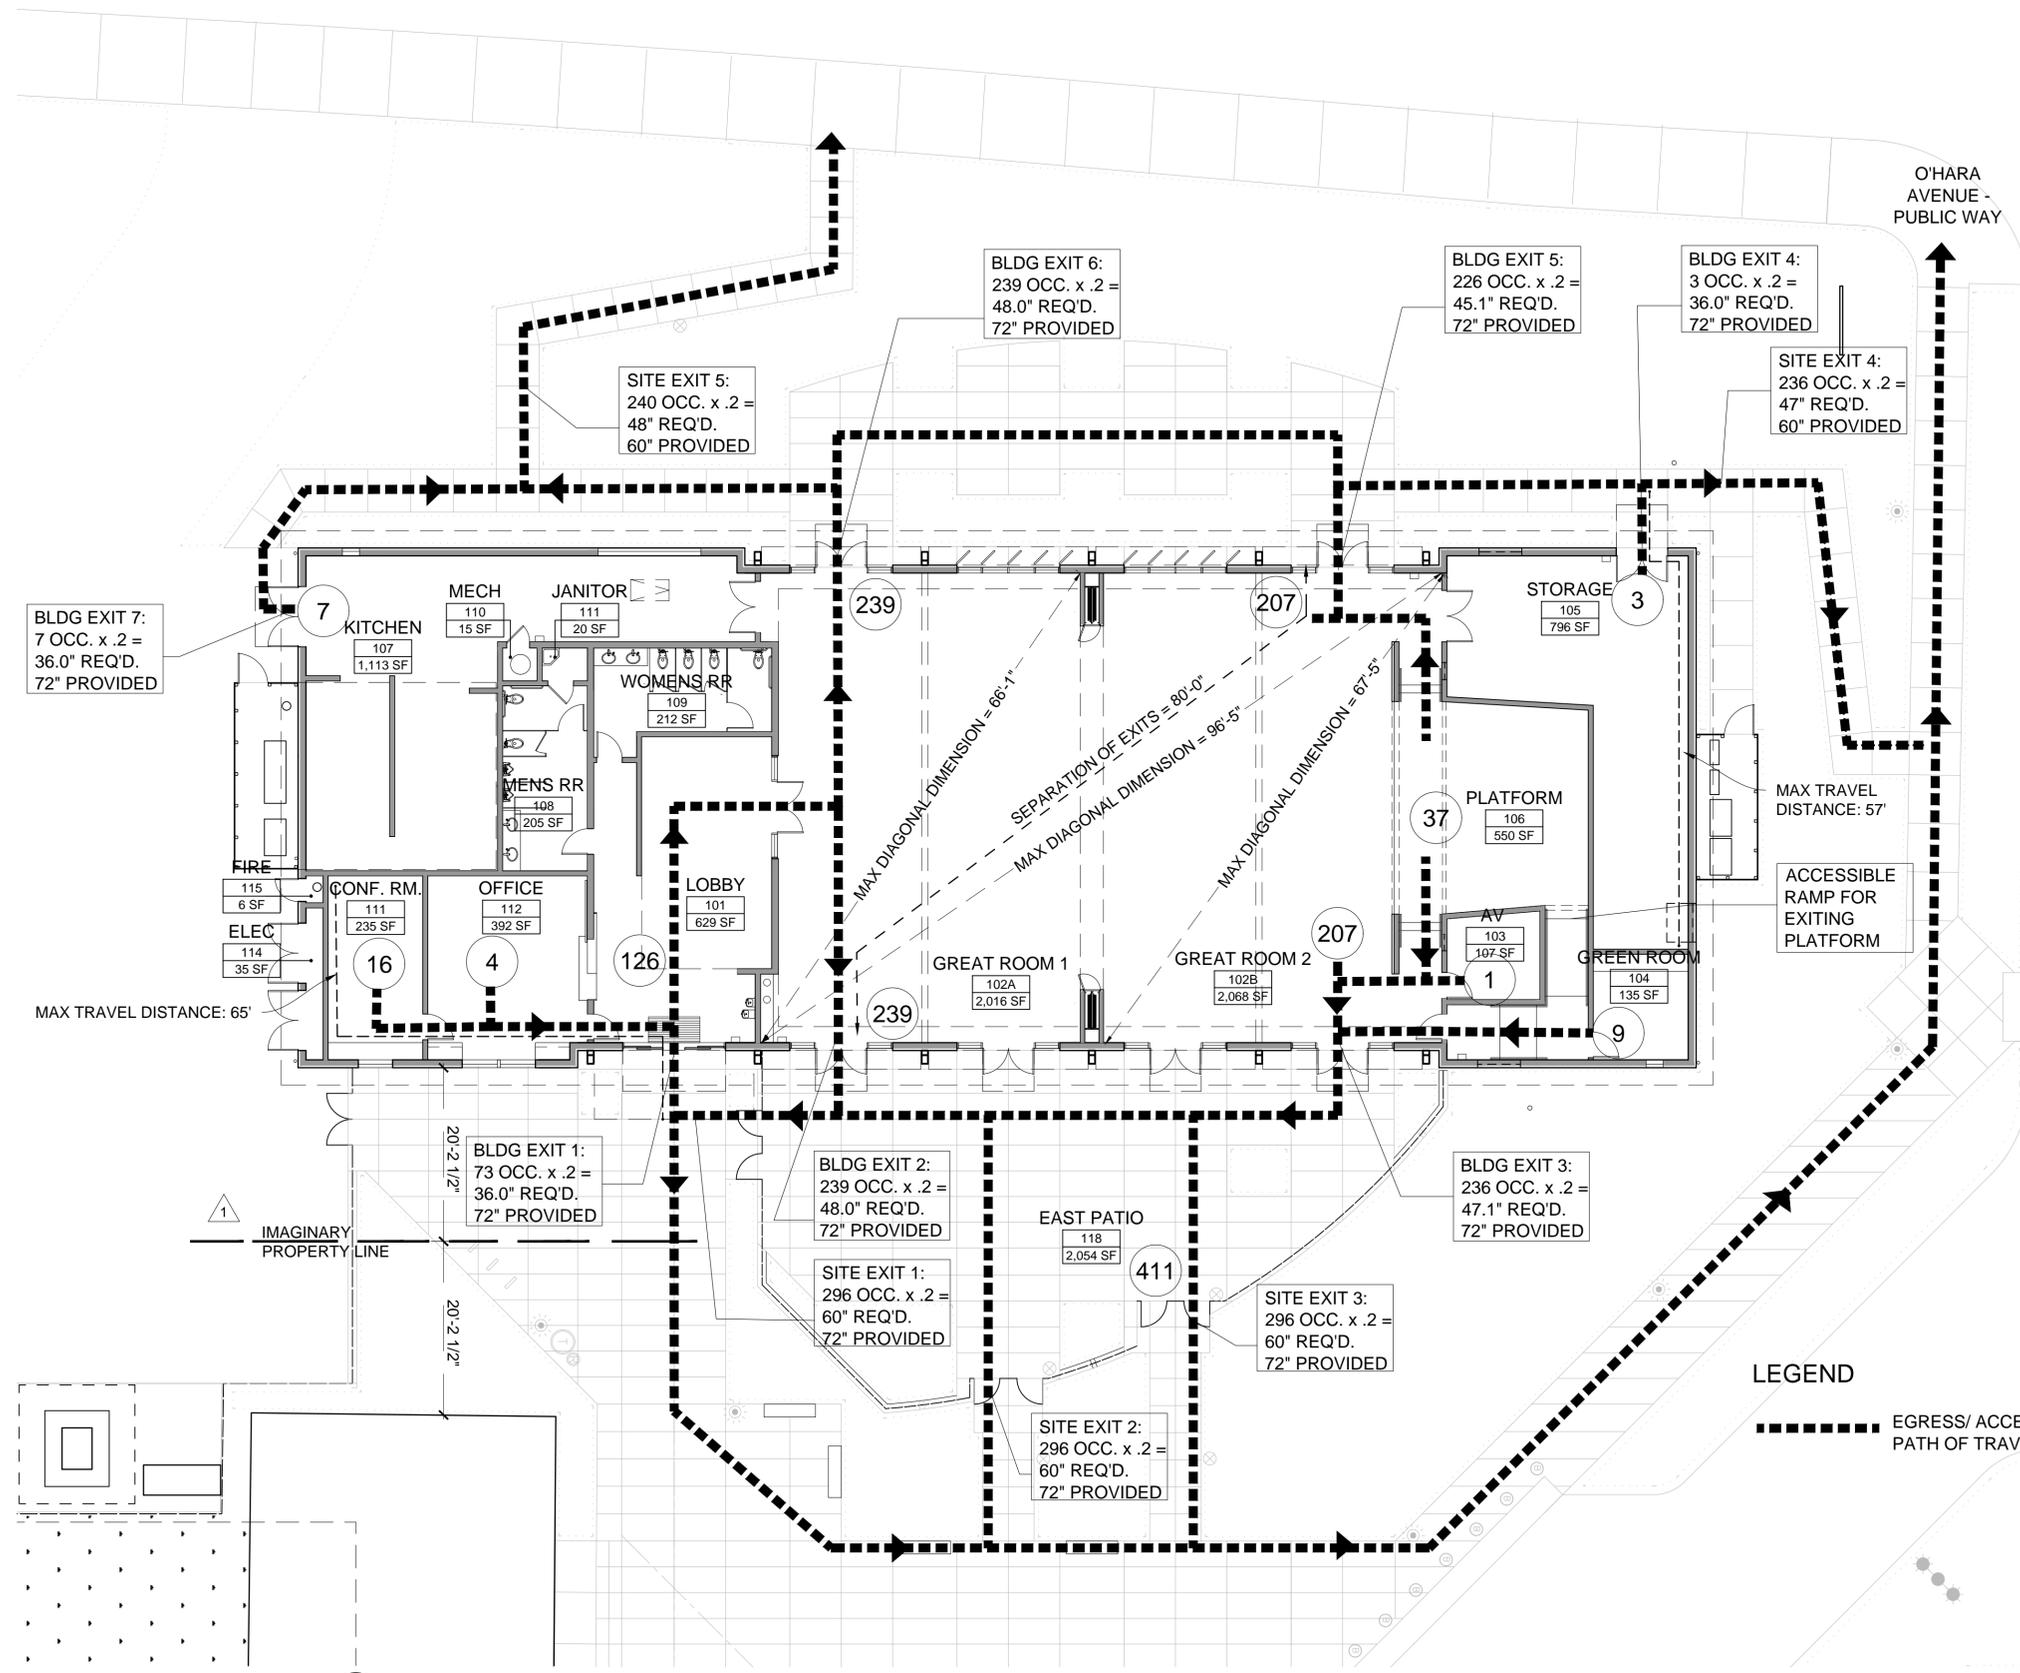 O'HARA
AVENUE -
PUBLIC WAY
BLDG EXIT 6:
239 OCC. x .2 =
48.0" REQ'D.
72" PROVIDED
BLDG EXIT 5:
226 OCC. x .2 =
45.1" REQ'D.
72" PROVIDED
BLDG EXIT 4:
3 OCC. x .2 =
36.0" REQ'D.
72" PROVIDED
SITE EXIT 4:
236 OCC. x .2 =
47" REQ'D.
60" PROVIDED
SITE EXIT 5:
240 OCC. x .2 =
48" REQ'D.
60" PROVIDED
BLDG EXIT 7:
7 OCC. x .2 =
36.0" REQ'D.
72" PROVIDED
7
KITCHEN
107
1,113 SF
MECH
110
15 SF
JANITOR
111
20 SF
239
207
STORAGE
105
796 SF
3
WOMENS RR
109
212 SF
MENS RR
108
205 SF
MAX DIAGONAL DIMENSION = 66'-1"
SEPARATION OF EXITS = 80'-0"
MAX DIAGONAL DIMENSION = 96'-5"
MAX DIAGONAL DIMENSION = 67'-5"
37
PLATFORM
106
550 SF
MAX TRAVEL
DISTANCE: 57'
FIRE
115
6 SF
CONF. RM.
111
235 SF
OFFICE
112
392 SF
LOBBY
101
629 SF
ACCESSIBLE
RAMP FOR
EXITING
PLATFORM
AV
103
107 SF
ELEC
114
35 SF
16
4
126
GREAT ROOM 1
102A
2,016 SF
GREAT ROOM 2
102B
2,068 SF
207
1
GREEN ROOM
104
135 SF
239
9
MAX TRAVEL DISTANCE: 65'
20'-2 1/2"
BLDG EXIT 1:
73 OCC. x .2 =
36.0" REQ'D.
72" PROVIDED
BLDG EXIT 2:
239 OCC. x .2 =
48.0" REQ'D.
72" PROVIDED
BLDG EXIT 3:
236 OCC. x .2 =
47.1" REQ'D.
72" PROVIDED
1
IMAGINARY
PROPERTY LINE
EAST PATIO
118
2,054 SF
411
SITE EXIT 1:
296 OCC. x .2 =
60" REQ'D.
72" PROVIDED
SITE EXIT 3:
296 OCC. x .2 =
60" REQ'D.
72" PROVIDED
20'-2 1/2"
SITE EXIT 2:
296 OCC. x .2 =
60" REQ'D.
72" PROVIDED
LEGEND
EGRESS/ ACCE
PATH OF TRAV